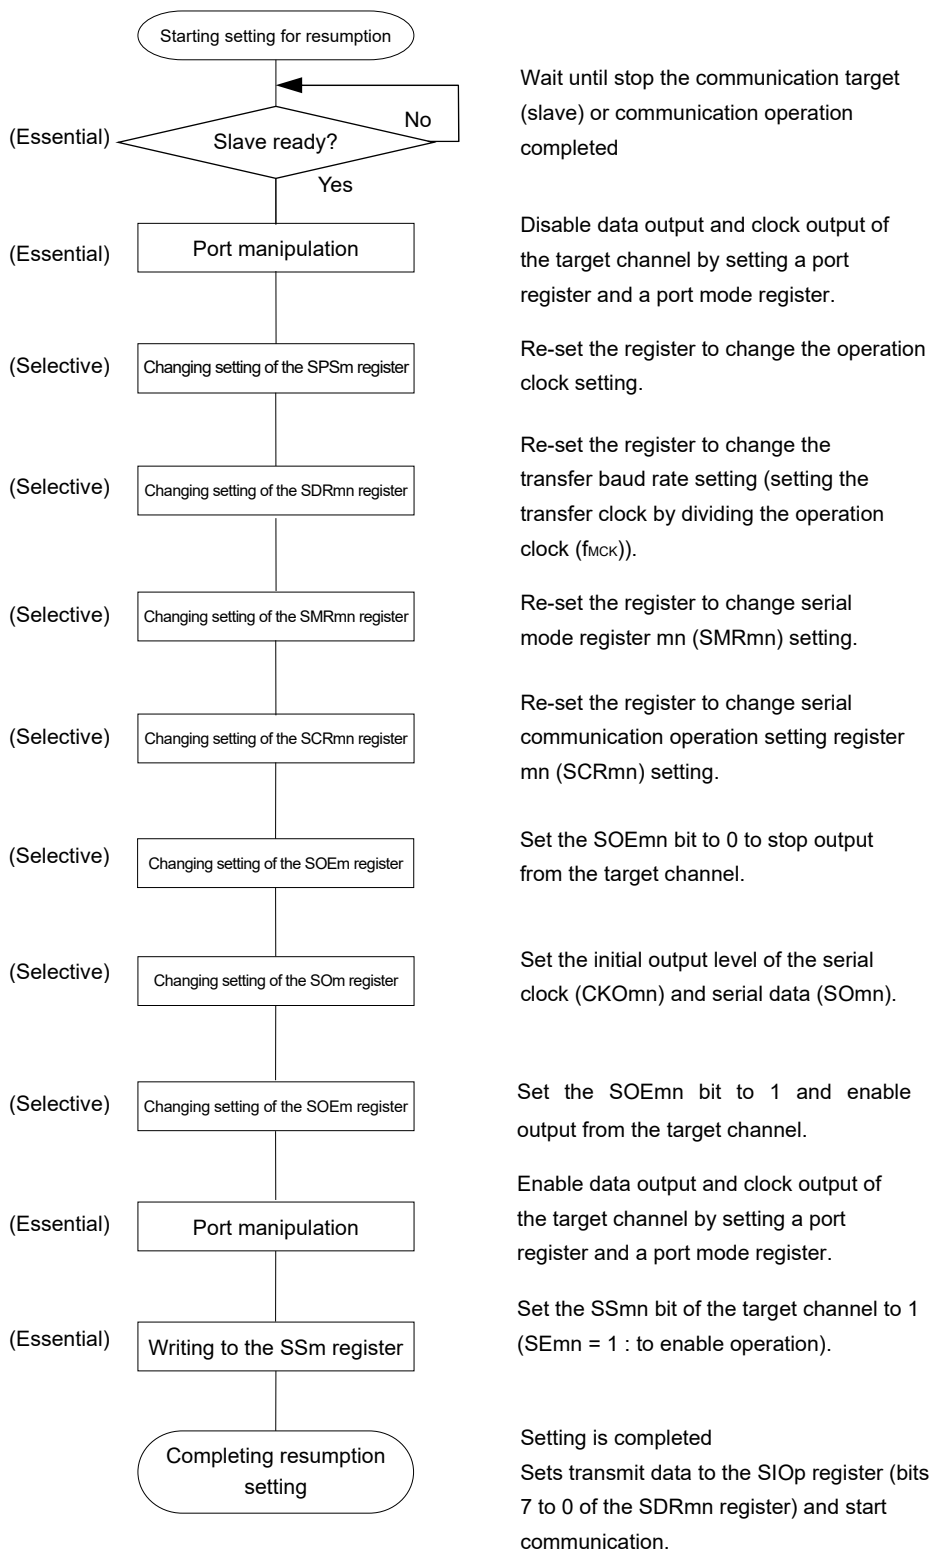 Starting setting for resumption
Wait until stop the communication target
(slave) or communication operation
completed
(Essential)
Slave ready?
No
Yes
(Essential)
Port manipulation
Disable data output and clock output of
the target channel by setting a port
register and a port mode register.
(Selective)
Changing setting of the SPSm register
Re-set the register to change the operation
clock setting.
(Selective)
Changing setting of the SDRmn register
Re-set the register to change the
transfer baud rate setting (setting the
transfer clock by dividing the operation
clock (fMCK)).
(Selective)
Changing setting of the SMRmn register
Re-set the register to change serial
mode register mn (SMRmn) setting.
(Selective)
Changing setting of the SCRmn register
Re-set the register to change serial
communication operation setting register
mn (SCRmn) setting.
(Selective)
Changing setting of the SOEm register
Set the SOEmn bit to 0 to stop output
from the target channel.
(Selective)
Changing setting of the SOm register
Set the initial output level of the serial
clock (CKOmn) and serial data (SOmn).
(Selective)
Changing setting of the SOEm register
Set the SOEmn bit to 1 and enable
output from the target channel.
(Essential)
Port manipulation
Enable data output and clock output of
the target channel by setting a port
register and a port mode register.
(Essential)
Writing to the SSm register
Set the SSmn bit of the target channel to 1
(SEmn = 1 : to enable operation).
Completing resumption
setting
Setting is completed
Sets transmit data to the SIOp register (bits
7 to 0 of the SDRmn register) and start
communication.